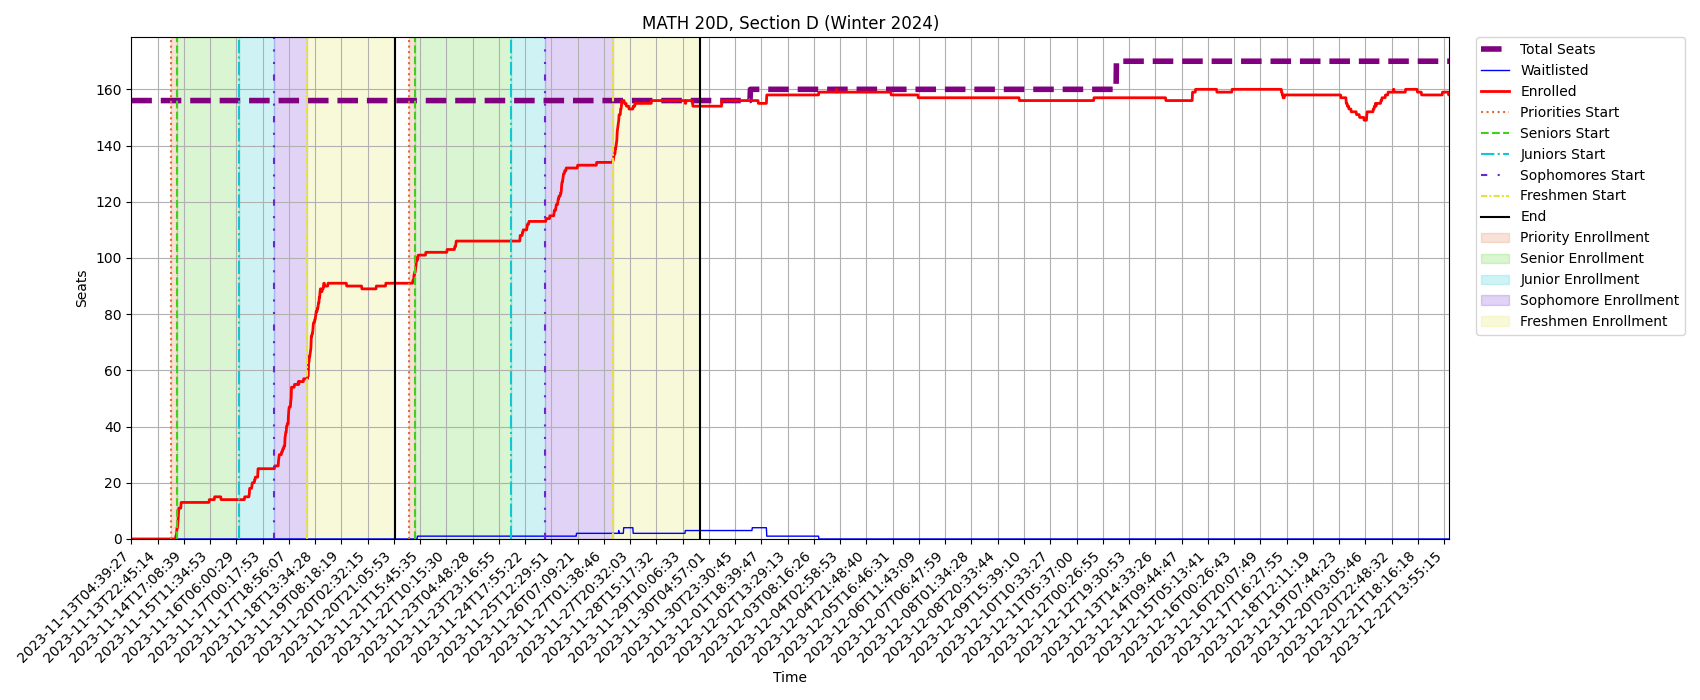 MATH 20D, Section D (Winter 2024)
Seats
160
140
120
100
80
60
40
20
0
2023-11-13T04:39:27
2023-11-13T22:45:14
2023-11-14T17:08:39
2023-11-15T11:34:53
2023-11-16T06:00:29
2023-11-17T00:17:53
2023-11-17T18:56:07
2023-11-18T13:34:28
2023-11-19T08:18:19
2023-11-20T02:32:15
2023-11-20T21:05:53
2023-11-21T15:45:35
2023-11-22T10:15:30
2023-11-23T04:48:28
2023-11-23T23:16:55
2023-11-24T17:55:22
2023-11-25T12:29:51
2023-11-26T07:09:21
2023-11-27T01:38:46
2023-11-27T20:32:03
2023-11-28T15:17:32
2023-11-29T10:06:33
2023-11-30T04:57:01
2023-11-30T23:30:45
2023-12-01T18:39:47
2023-12-02T13:29:13
2023-12-03T08:16:26
2023-12-04T02:58:53
2023-12-04T21:48:40
2023-12-05T16:46:31
2023-12-06T11:43:09
2023-12-07T06:47:59
2023-12-08T01:34:28
2023-12-08T20:33:44
2023-12-09T15:39:10
2023-12-10T10:33:27
2023-12-11T05:37:00
2023-12-12T00:26:55
2023-12-12T19:30:53
2023-12-13T14:33:26
2023-12-14T09:44:47
2023-12-15T05:13:41
2023-12-16T00:26:43
2023-12-16T20:07:49
2023-12-17T16:27:55
2023-12-18T12:11:19
2023-12-19T07:44:23
2023-12-20T03:05:46
2023-12-20T22:48:32
2023-12-21T18:16:18
2023-12-22T13:55:15
Time
Total Seats
Waitlisted
Enrolled
Priorities Start
Seniors Start
Juniors Start
Sophomores Start
Freshmen Start
End
Priority Enrollment
Senior Enrollment
Junior Enrollment
Sophomore Enrollment
Freshmen Enrollment